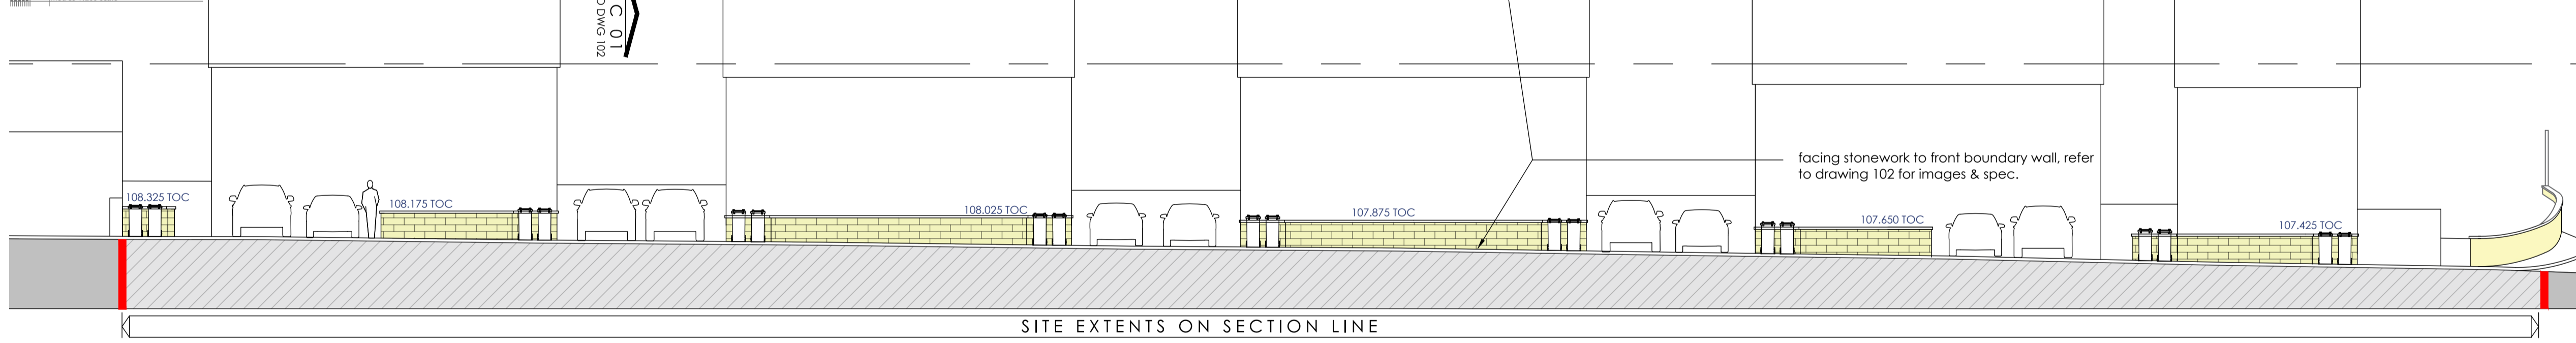 C 01
DWG 102
108.325 TOC
108.175 TOC
108.025 TOC
107.875 TOC
facing stonework to front boundary wall, refer
to drawing 102 for images & spec.
107.650 TOC
107.425 TOC
SITE EXTENTS ON SECTION LINE